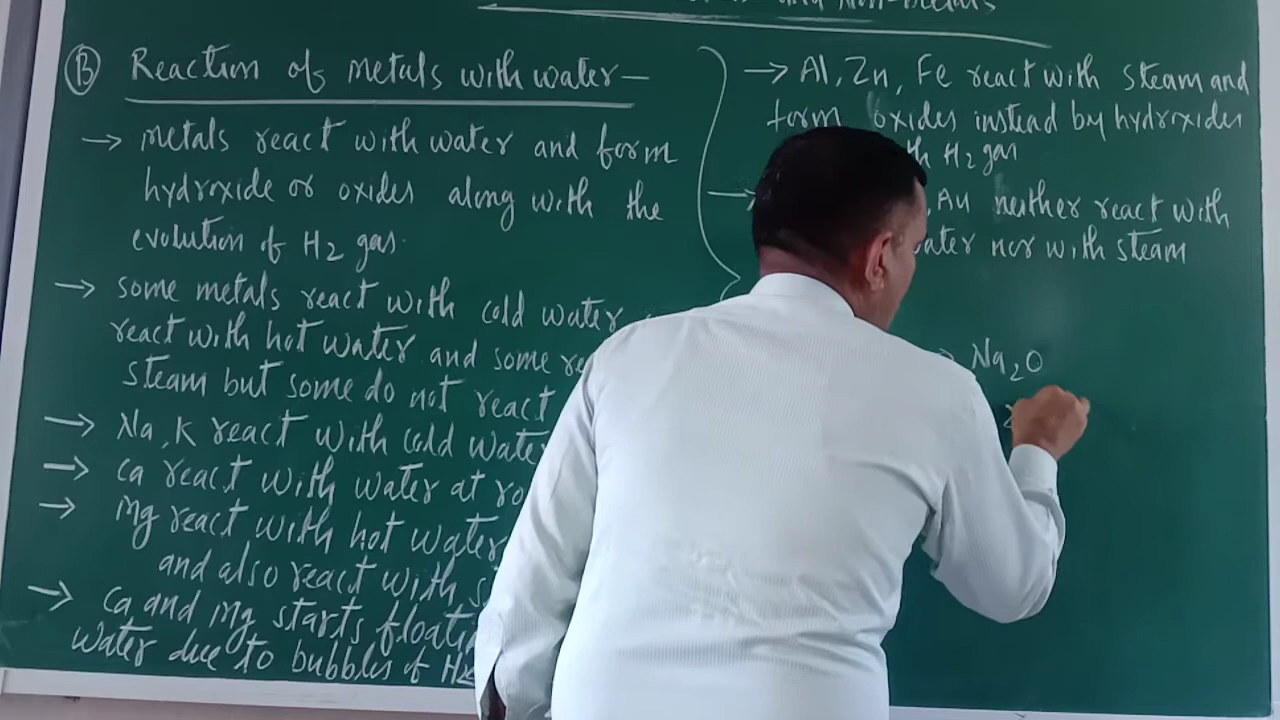 and Non-metals
Ⓑ Reaction of metals with water—
→ metals react with water and form
hydroxide or oxides along with the
evolution of H₂ gas.
→ some metals react with cold water
react with hot water and some
steam but some do not react
→ Na, K react with cold water
→ Ca react with water at
→ Mg react with hot water
and also react with
→ Ca and Mg starts
water due to bubbles of H₂
→ Al, Zn, Fe react with steam and
form oxides instead by hydroxides
H₂ gas
→ , Au neither react with
water nor with steam
Na₂O